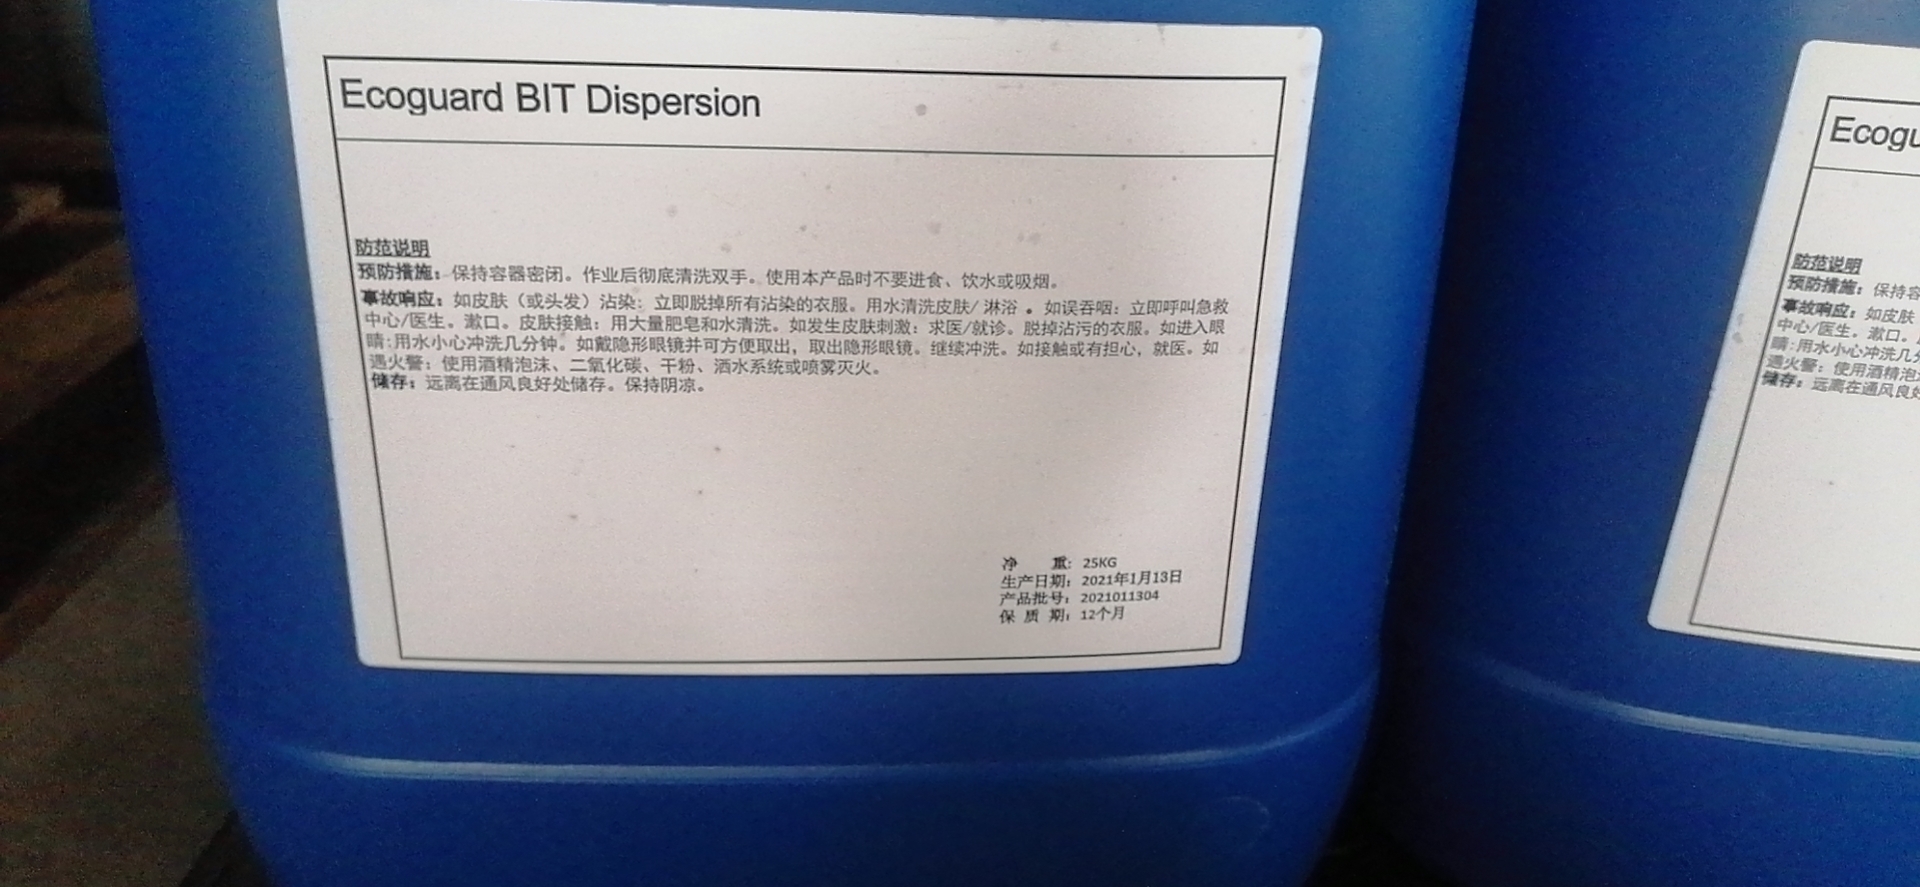 Ecoguard BIT Dispersion
防范说明
预防措施：保持容器密闭。作业后彻底清洗双手。使用本产品时不要进食、饮水或吸烟。
事故响应：如皮肤（或头发）沾染：立即脱掉所有沾染的衣服。用水清洗皮肤/ 淋浴 。如误吞咽：立即呼叫急救
中心/医生。漱口。皮肤接触：用大量肥皂和水清洗。如发生皮肤刺激：求医/就诊。脱掉沾污的衣服。如进入眼
睛:用水小心冲洗几分钟。如戴隐形眼镜并可方便取出，取出隐形眼镜。继续冲洗。如接触或有担心，就医。如
遇火警：使用酒精泡沫、二氧化碳、干粉、洒水系统或喷雾灭火。
储存：远离在通风良好处储存。保持阴凉。
净 重: 25KG
生产日期：2021年1月13日
产品批号：2021011304
保 质 期：12个月
Ecogu
防范说明
预防措施：保持容
事故响应：如皮肤
中心/医生。漱口。
睛:用水小心冲洗几分
遇火警：使用酒精泡
储存：远离在通风良好